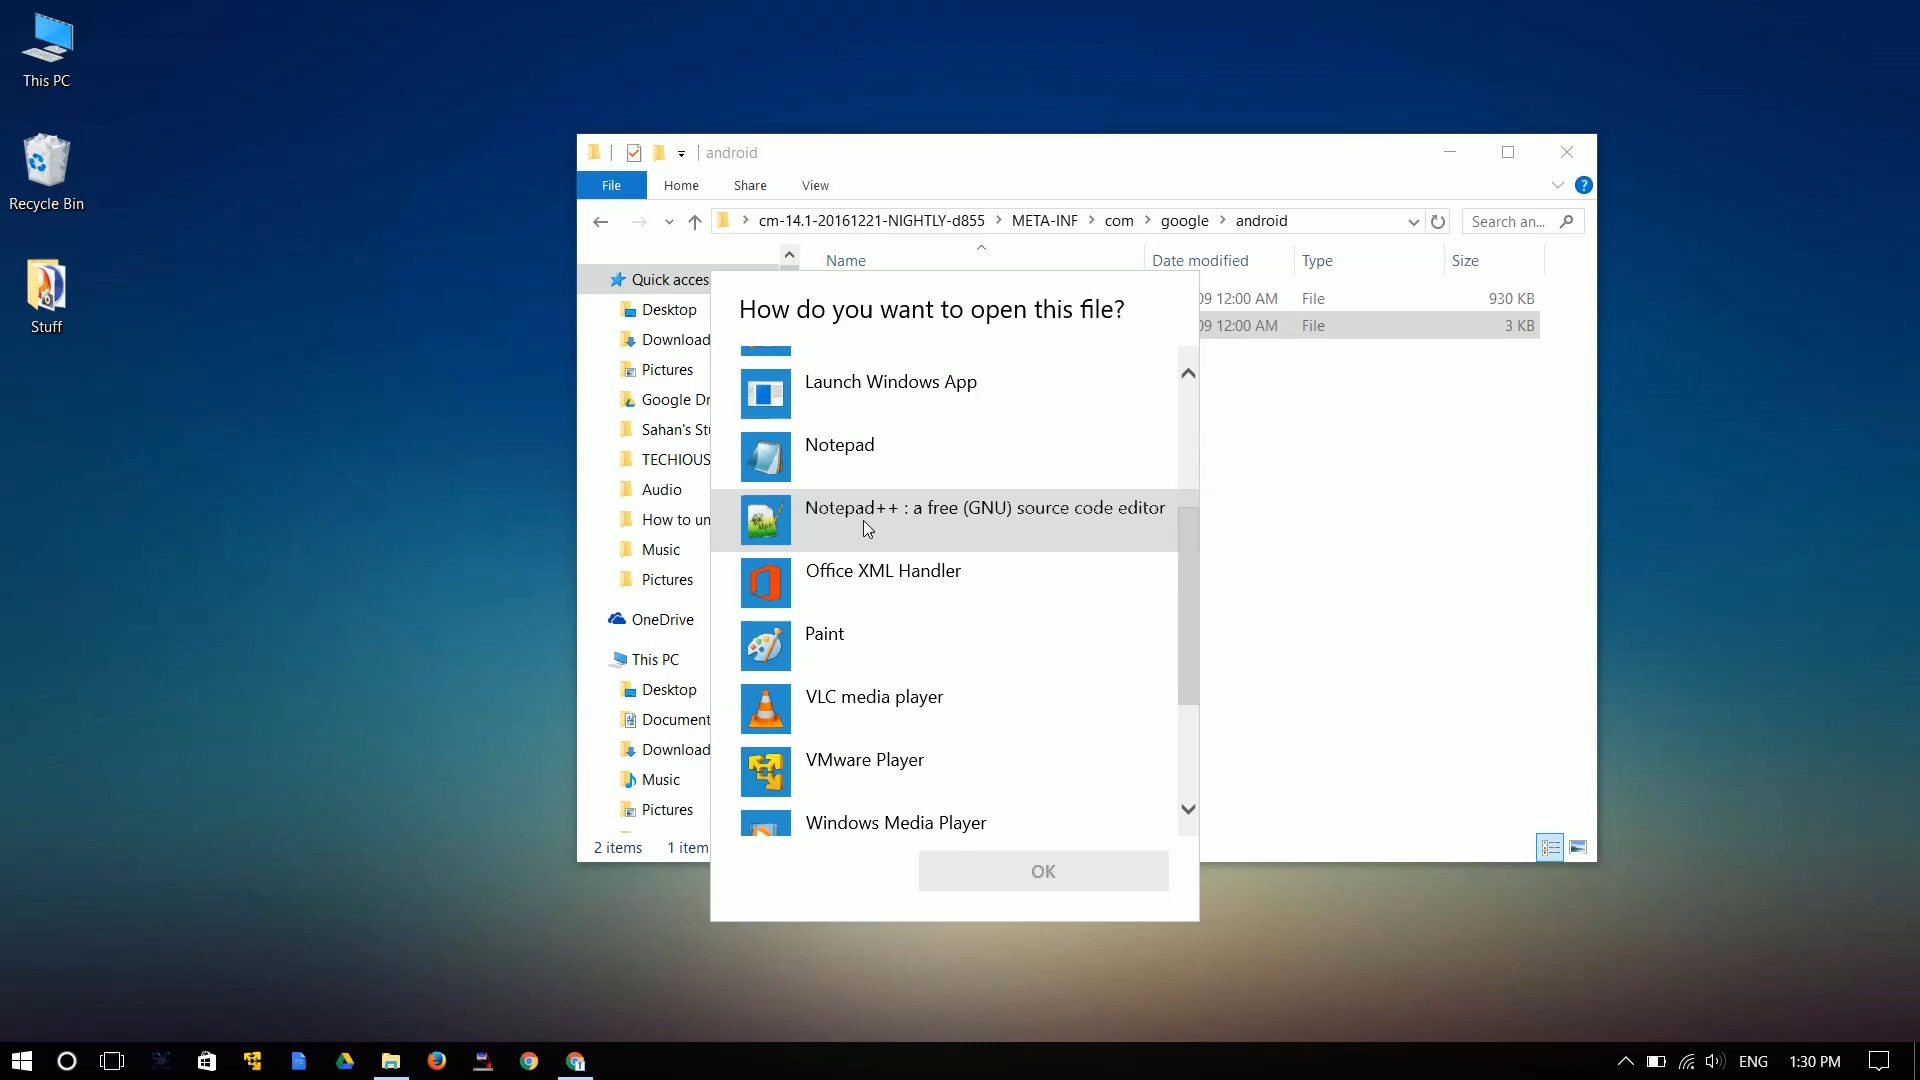 This PC
Recycle Bin
Stuff
android
File Home Share View
cm-14.1-20161221-NIGHTLY-d855 META-INF com google android
Search an...
Name Date modified Type Size
09 12:00 AM File 930 KB
09 12:00 AM File 3 KB
Quick acces
Desktop
Download
Pictures
Google Dr
Sahan's Stu
TECHIOUS
Audio
How to un
Music
Pictures
OneDrive
This PC
Desktop
Document
Download
Music
Pictures
2 items 1 item
How do you want to open this file?
Launch Windows App
Notepad
Notepad++ : a free (GNU) source code editor
Office XML Handler
Paint
VLC media player
VMware Player
Windows Media Player
OK
ENG 1:30 PM